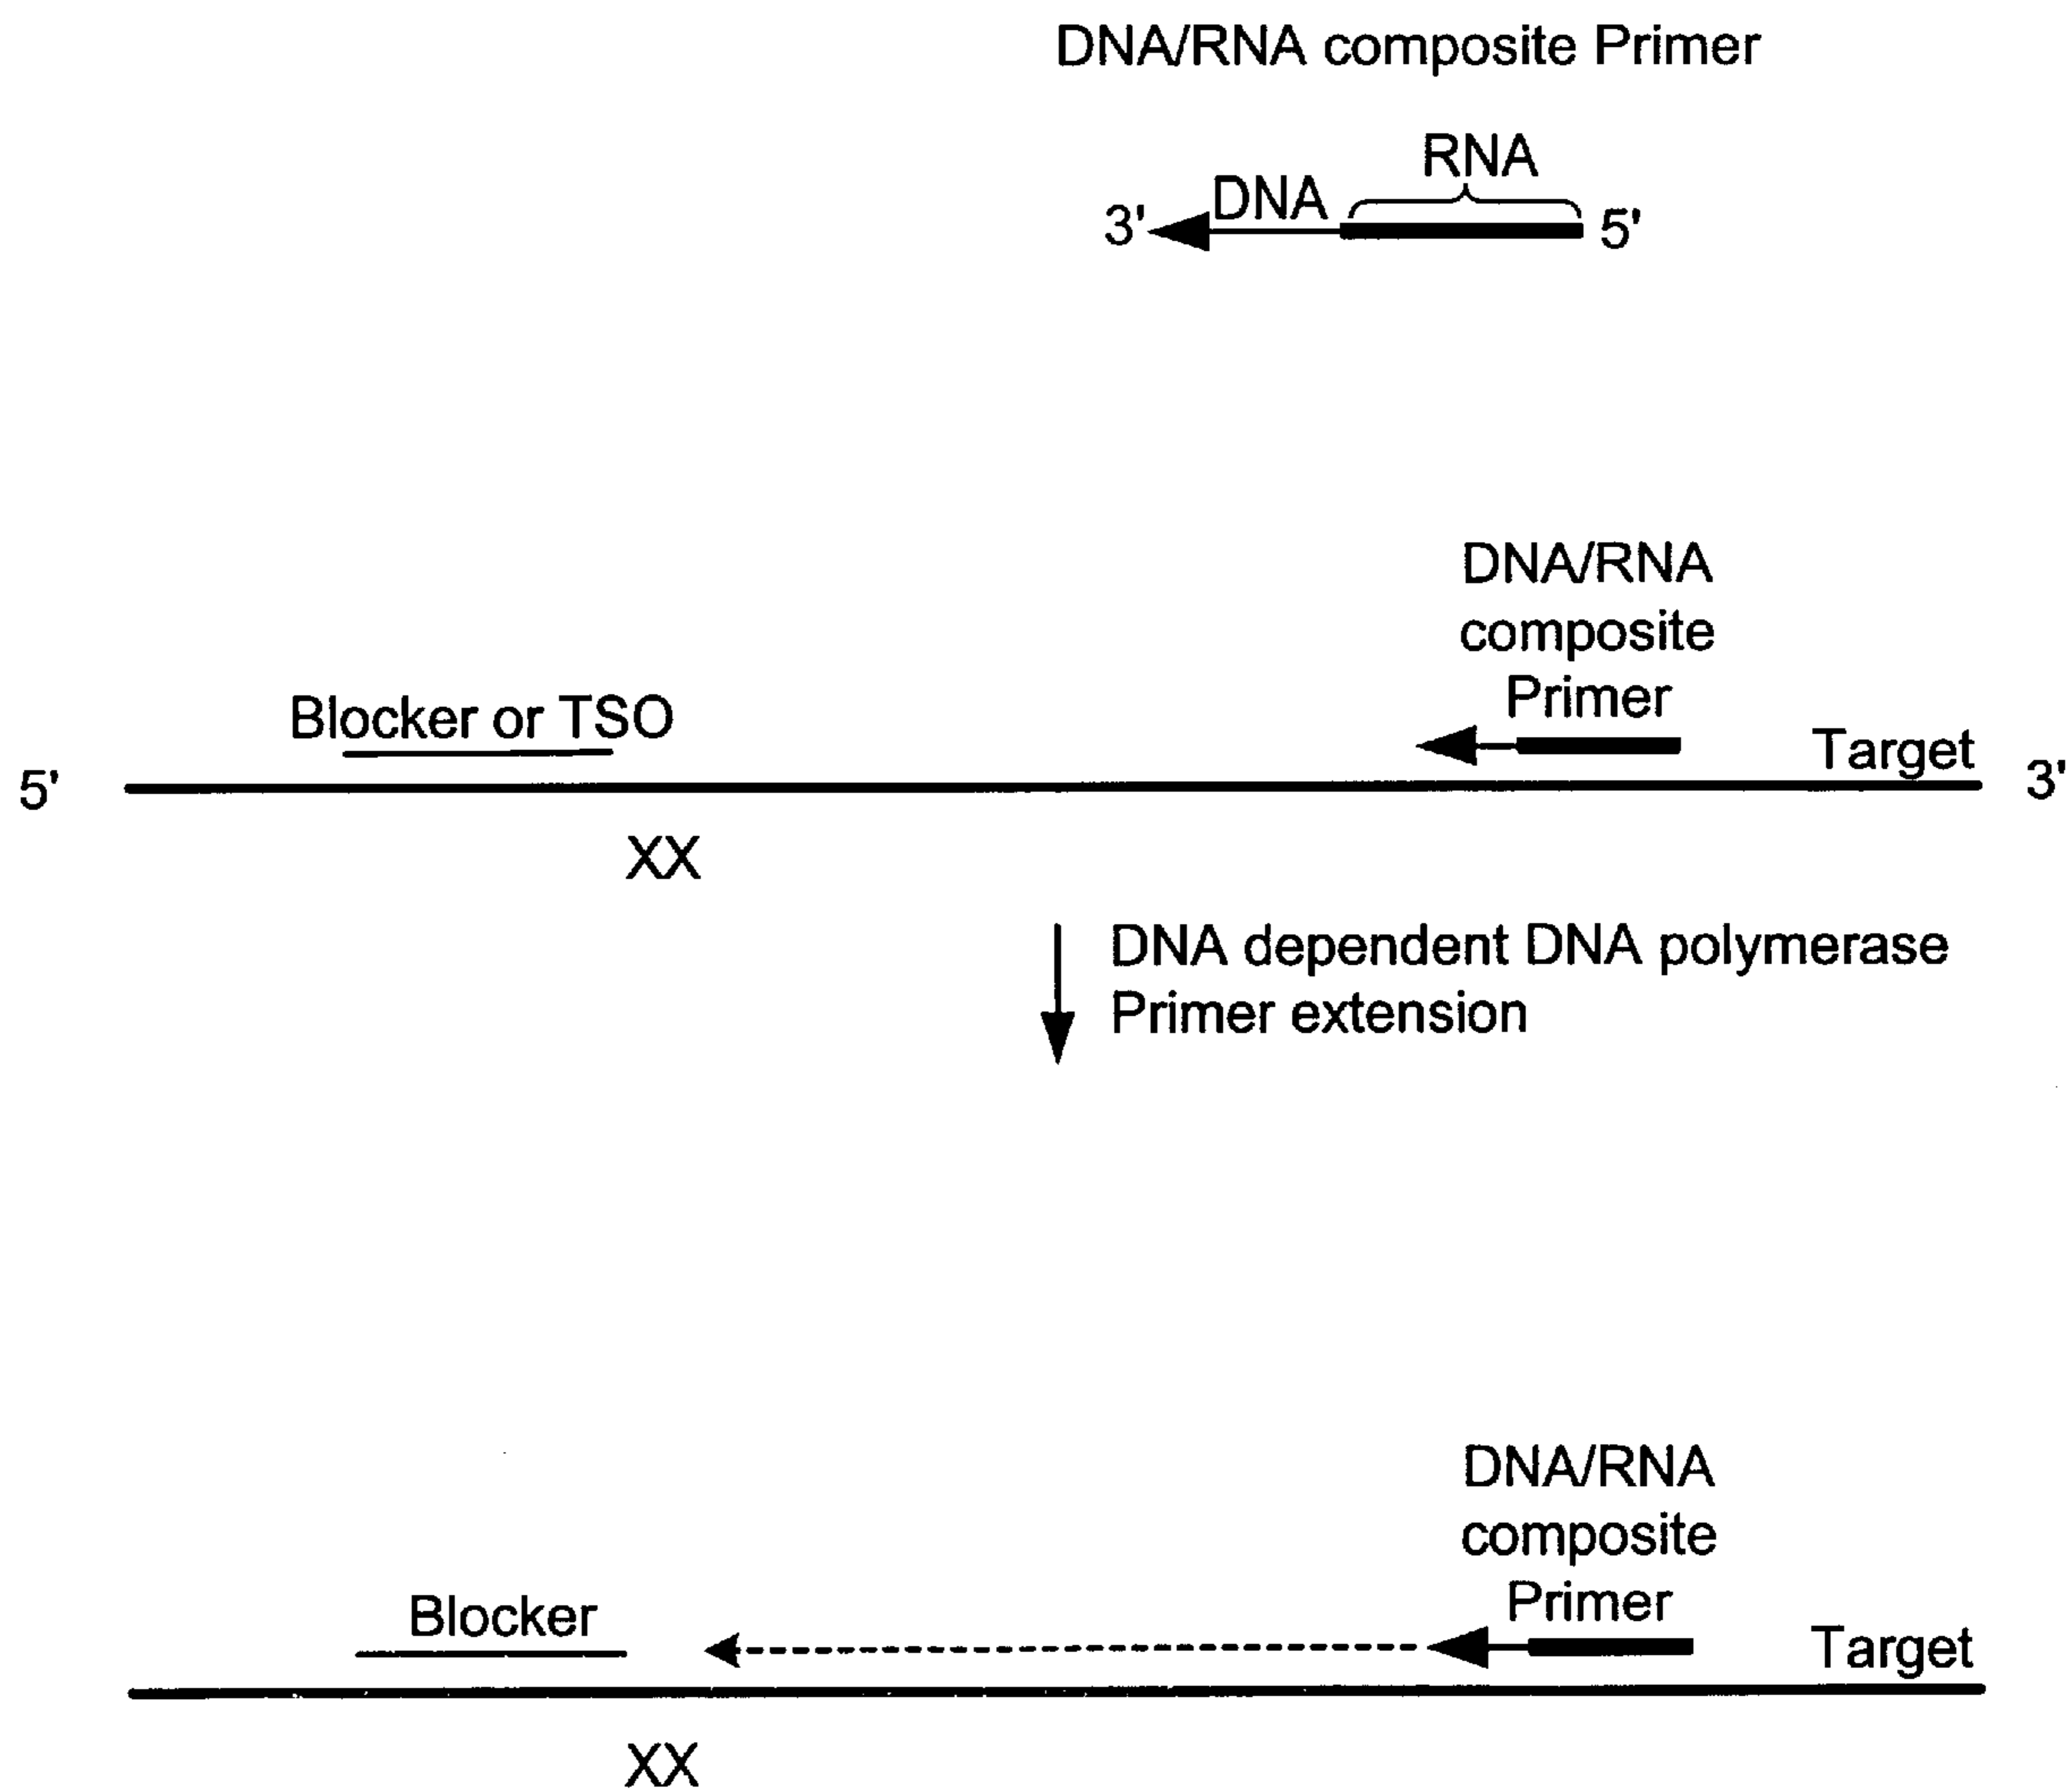 DNA/RNA composite Primer
RNA
3' DNA 5'
DNA/RNA
composite
Primer
Blocker or TSO
Target
5' 3'
XX
DNA dependent DNA polymerase
Primer extension
DNA/RNA
composite
Primer
Blocker
Target
XX